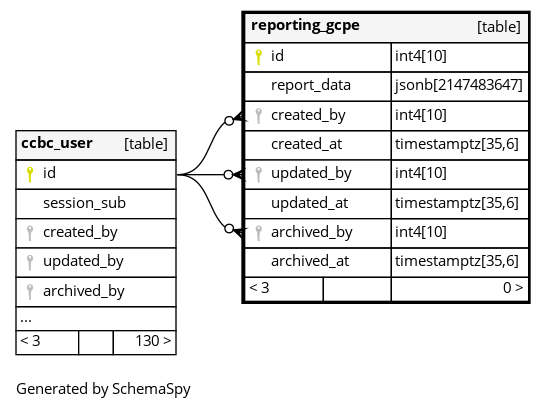 reporting_gcpe [table]
id int4[10]
report_data jsonb[2147483647]
created_by int4[10]
created_at timestamptz[35,6]
updated_by int4[10]
updated_at timestamptz[35,6]
archived_by int4[10]
archived_at timestamptz[35,6]
< 3 0 >
ccbc_user [table]
id
session_sub
created_by
updated_by
archived_by
...
< 3 130 >
Generated by SchemaSpy